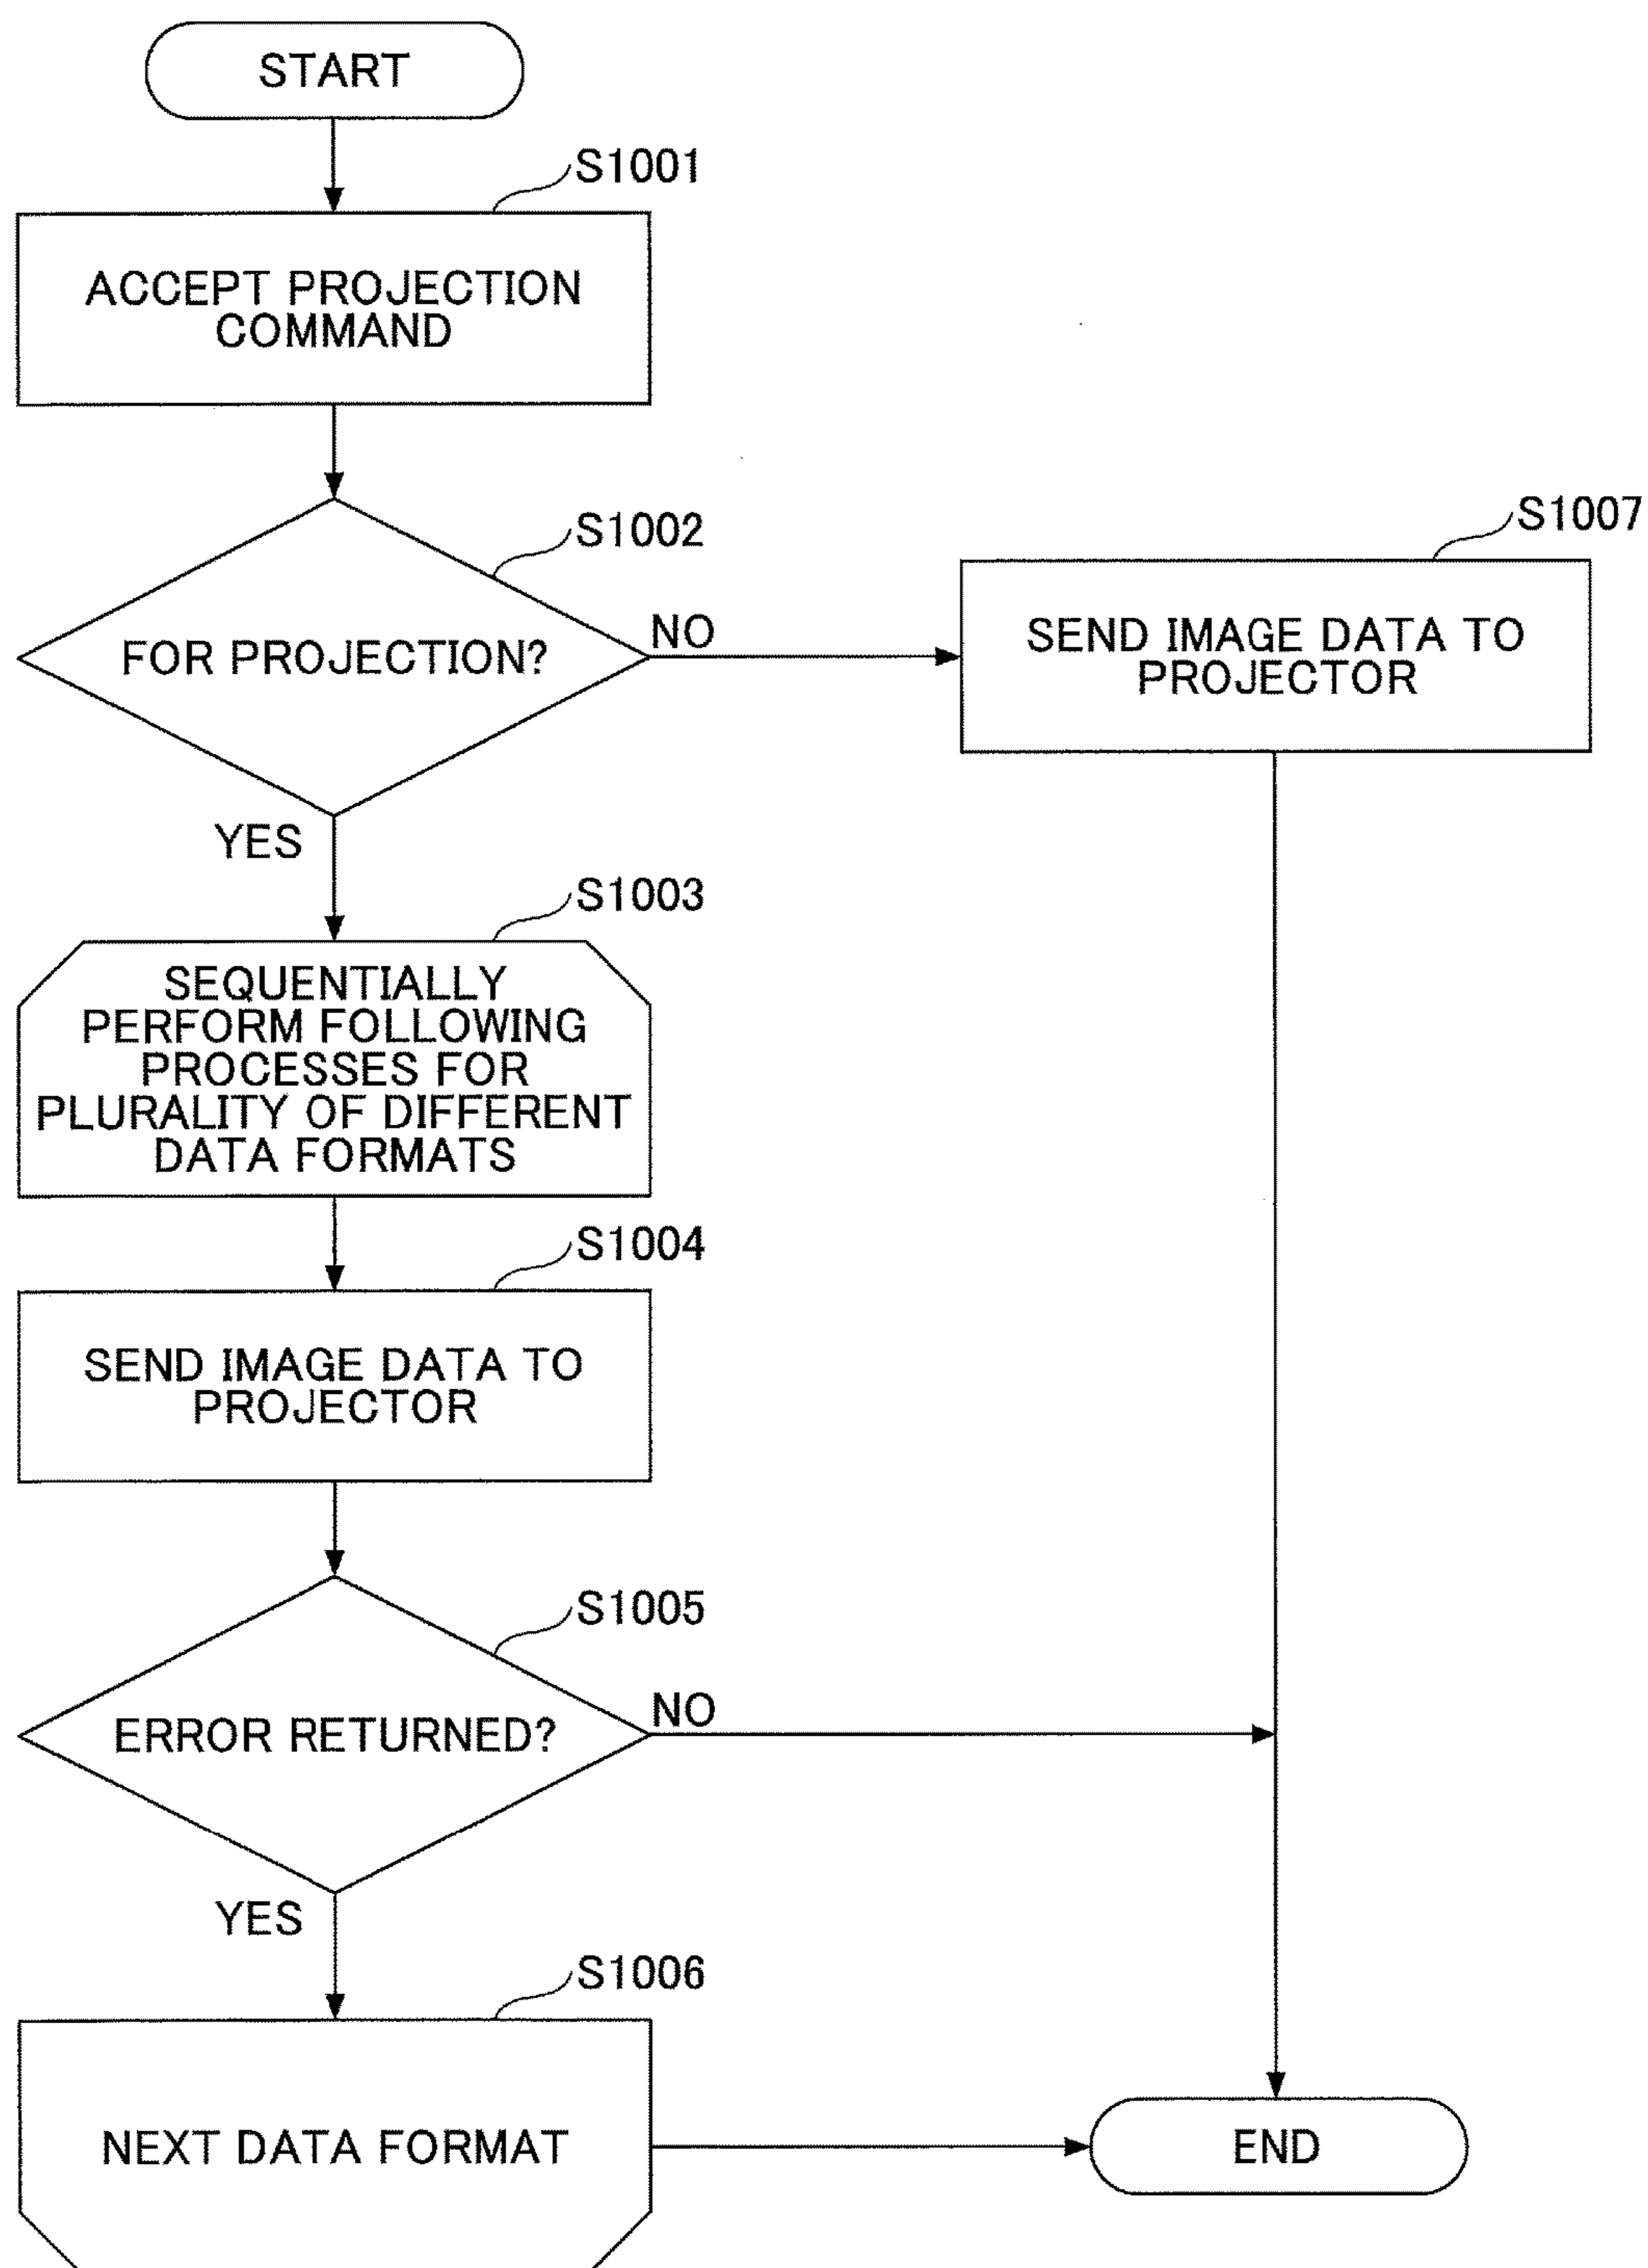 START
S1001
ACCEPT PROJECTION
COMMAND
S1002
FOR PROJECTION?
NO
YES
S1007
SEND IMAGE DATA TO
PROJECTOR
S1003
SEQUENTIALLY
PERFORM FOLLOWING
PROCESSES FOR
PLURALITY OF DIFFERENT
DATA FORMATS
S1004
SEND IMAGE DATA TO
PROJECTOR
S1005
ERROR RETURNED?
NO
YES
S1006
NEXT DATA FORMAT
END